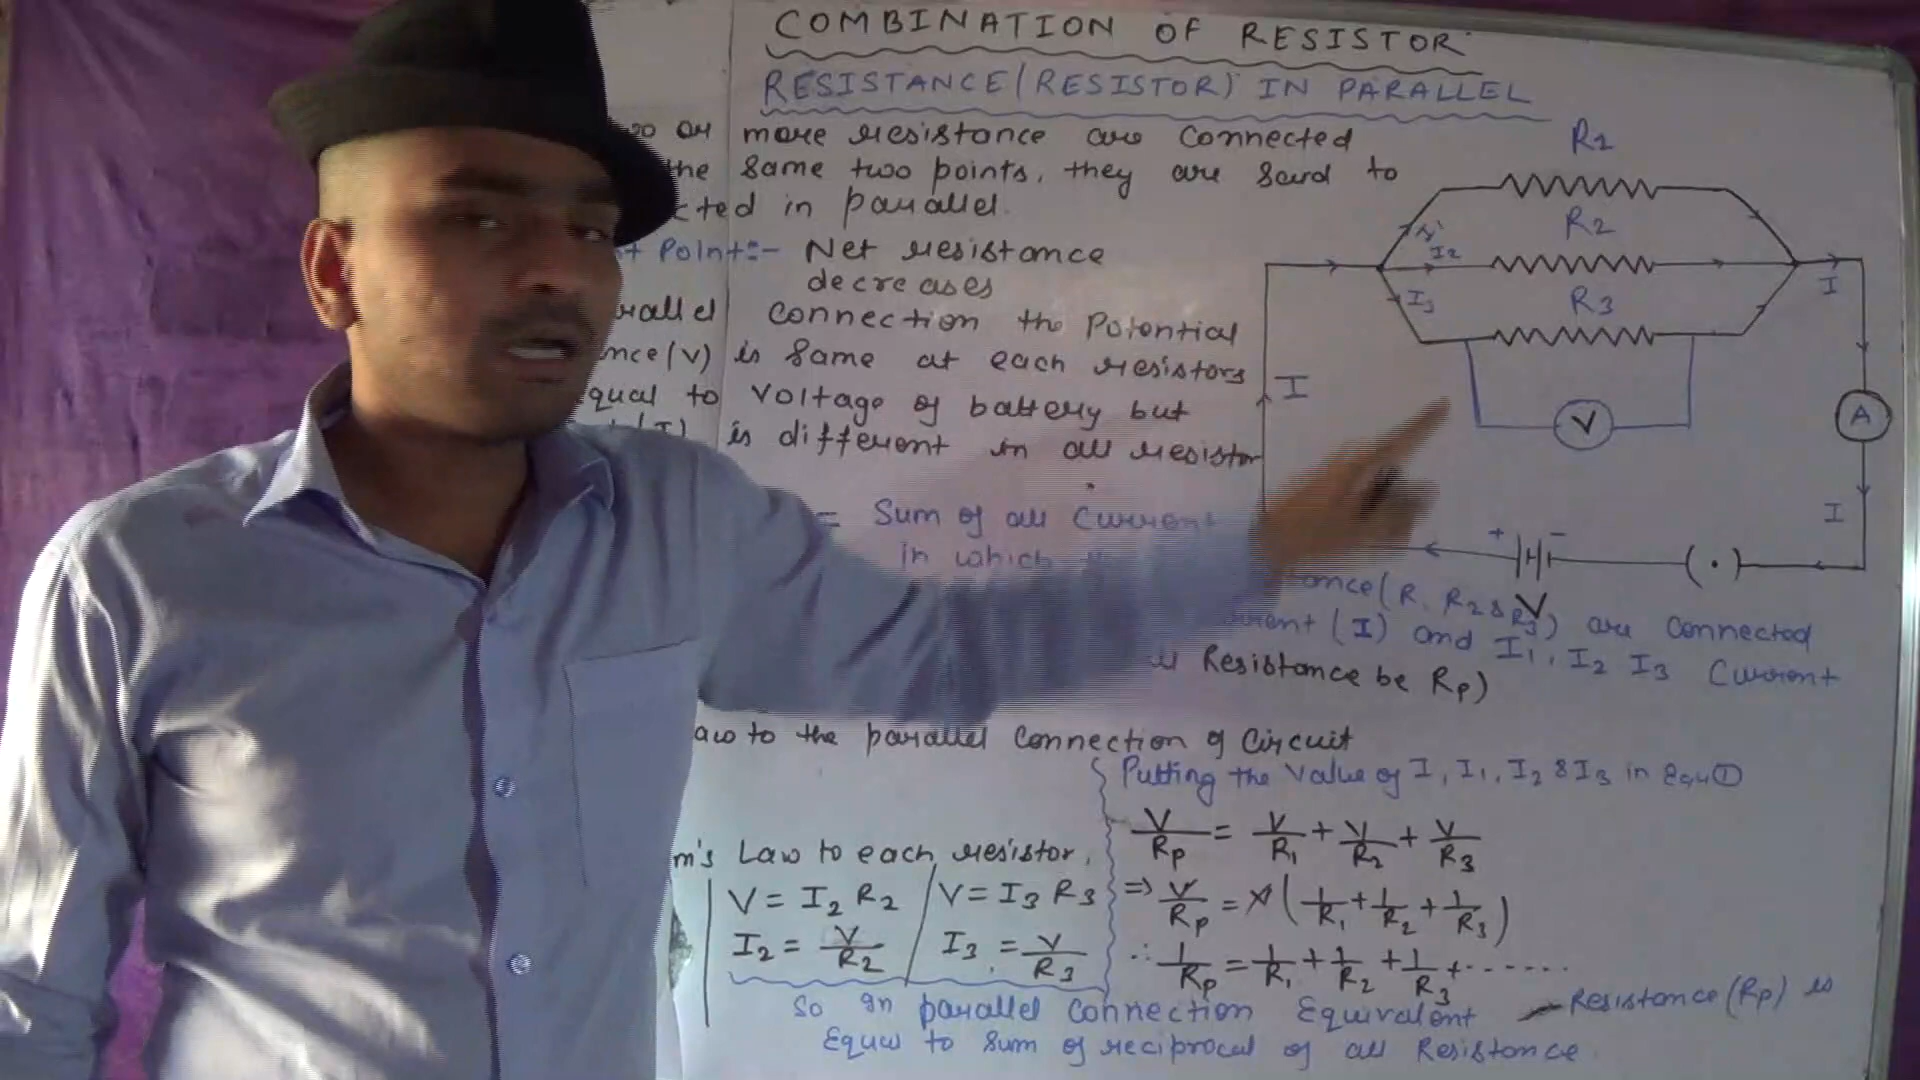 COMBINATION OF RESISTOR
RESISTANCE(RESISTOR) IN PARALLEL
or more resistance are connected
the same two points, they are said to
cted in parallel.
Point:- Net resistance
decreases
rallel connection the Potential
nce(V) is same at each resistors
qual to voltage of battery but
(I) is different in all resistor
= Sum of all current
in which
tance(R, R2 & R3) are connected
urrent (I) and I1, I2 I3 Current
Resistance be Rp)
aw to the parallel connection of circuit
Putting the value of I, I1, I2 & I3 in equ①
V/Rp = V/R1 + V/R2 + V/R3
m's Law to each resistor,
V = I2 R2
V = I3 R3
I2 = V/R2
I3 = V/R3
⇒ V/Rp = V(1/R1 + 1/R2 + 1/R3)
∴ 1/Rp = 1/R1 + 1/R2 + 1/R3 + ......
So In parallel connection Equivalent Resistance (Rp) is
Equal to sum of reciprocal of all Resistance.
R1
R2
I2
R3
I3
I
I
V
A
I
+ -
(.)
V